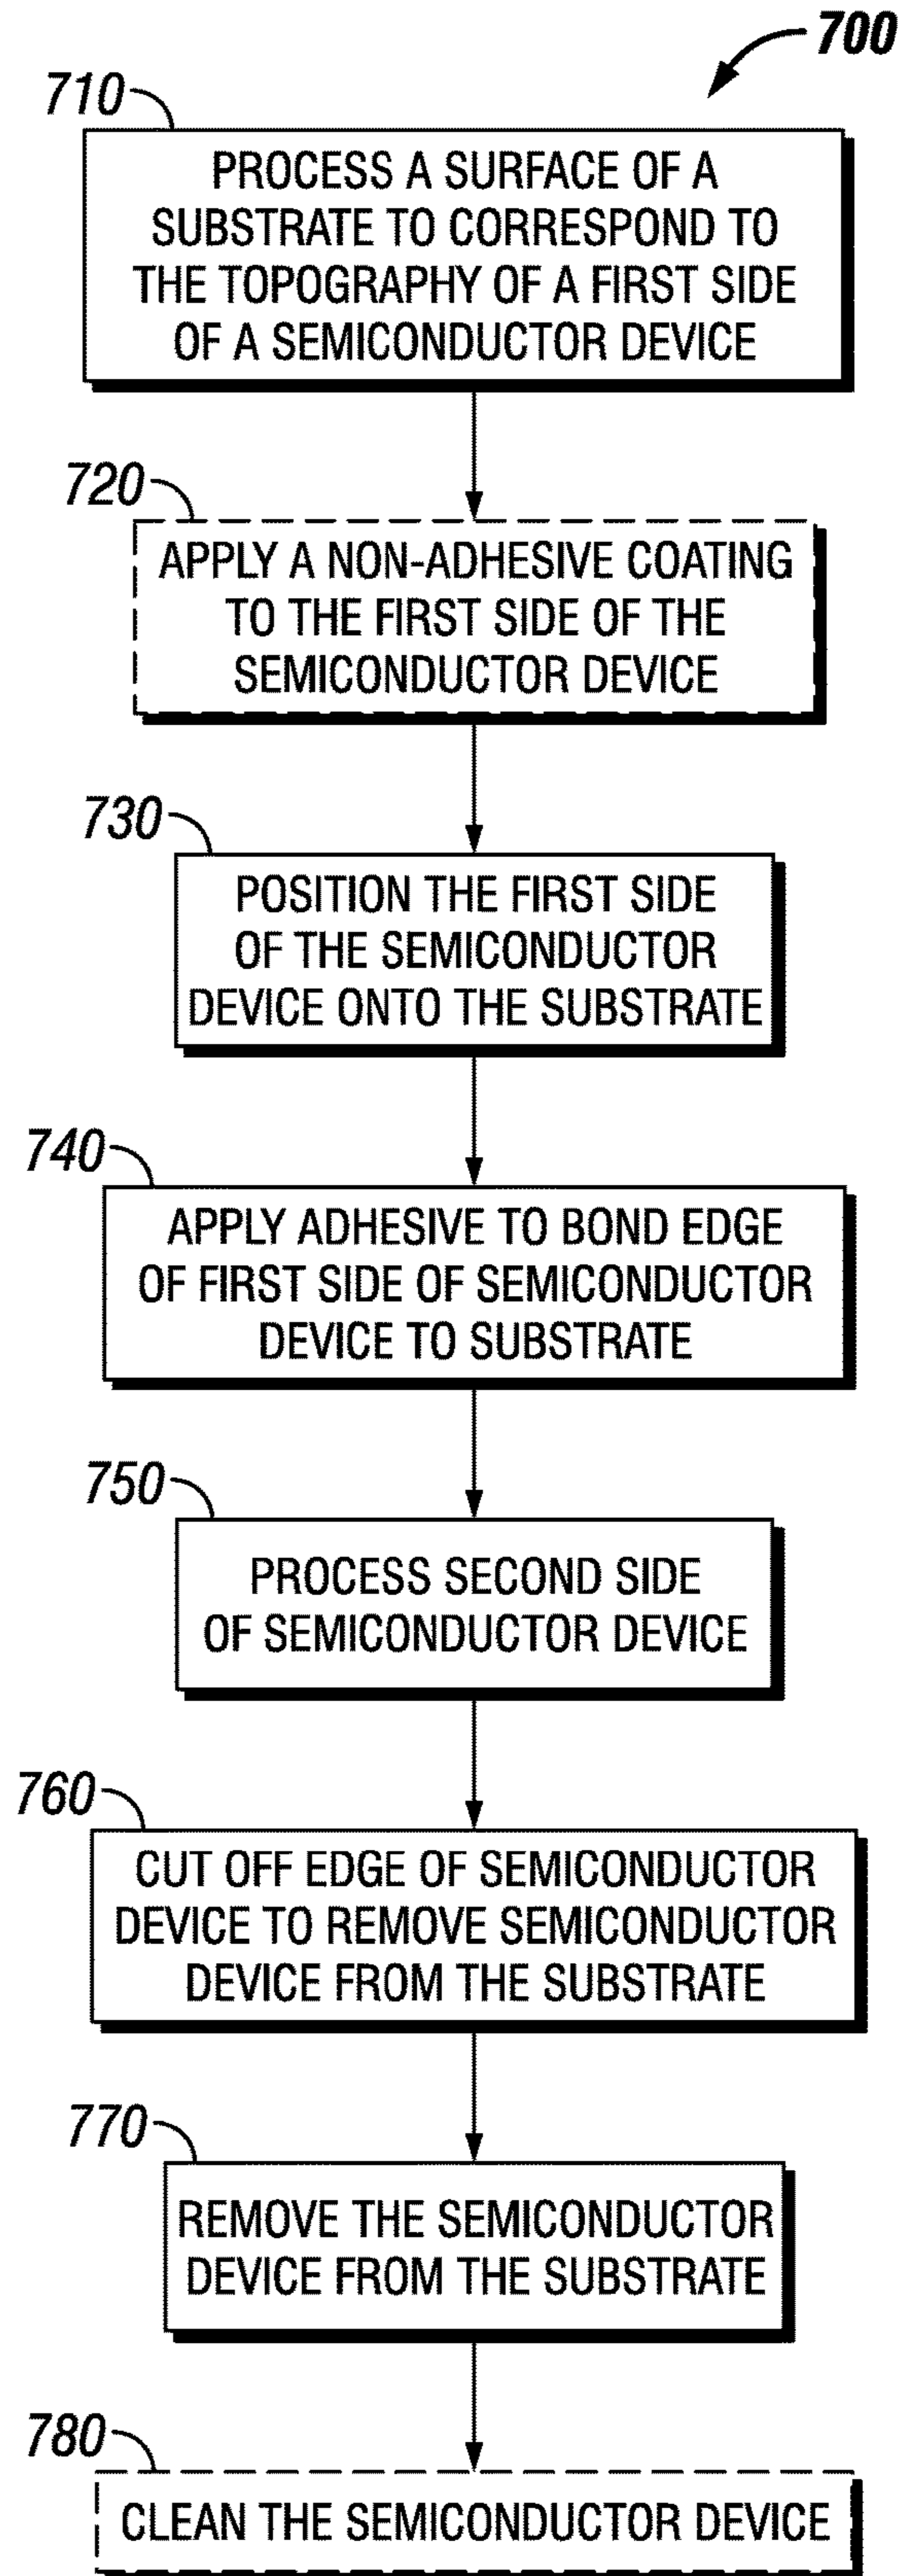 700
710
PROCESS A SURFACE OF A
SUBSTRATE TO CORRESPOND TO
THE TOPOGRAPHY OF A FIRST SIDE
OF A SEMICONDUCTOR DEVICE
720
APPLY A NON-ADHESIVE COATING
TO THE FIRST SIDE OF THE
SEMICONDUCTOR DEVICE
730
POSITION THE FIRST SIDE
OF THE SEMICONDUCTOR
DEVICE ONTO THE SUBSTRATE
740
APPLY ADHESIVE TO BOND EDGE
OF FIRST SIDE OF SEMICONDUCTOR
DEVICE TO SUBSTRATE
750
PROCESS SECOND SIDE
OF SEMICONDUCTOR DEVICE
760
CUT OFF EDGE OF SEMICONDUCTOR
DEVICE TO REMOVE SEMICONDUCTOR
DEVICE FROM THE SUBSTRATE
770
REMOVE THE SEMICONDUCTOR
DEVICE FROM THE SUBSTRATE
780
CLEAN THE SEMICONDUCTOR DEVICE